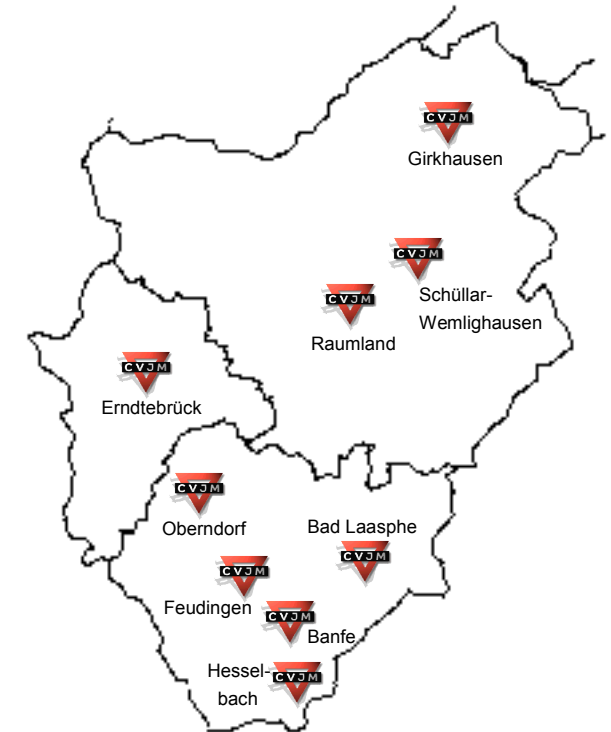 CVJM
Girkhausen
CVJM
Schüllar-
Wemlighausen
CVJM
Raumland
CVJM
Erndtebrück
CVJM
Oberndorf
Bad Laasphe
CVJM
CVJM
Feudingen
CVJM
Banfe
Hessel-
bach
CVJM